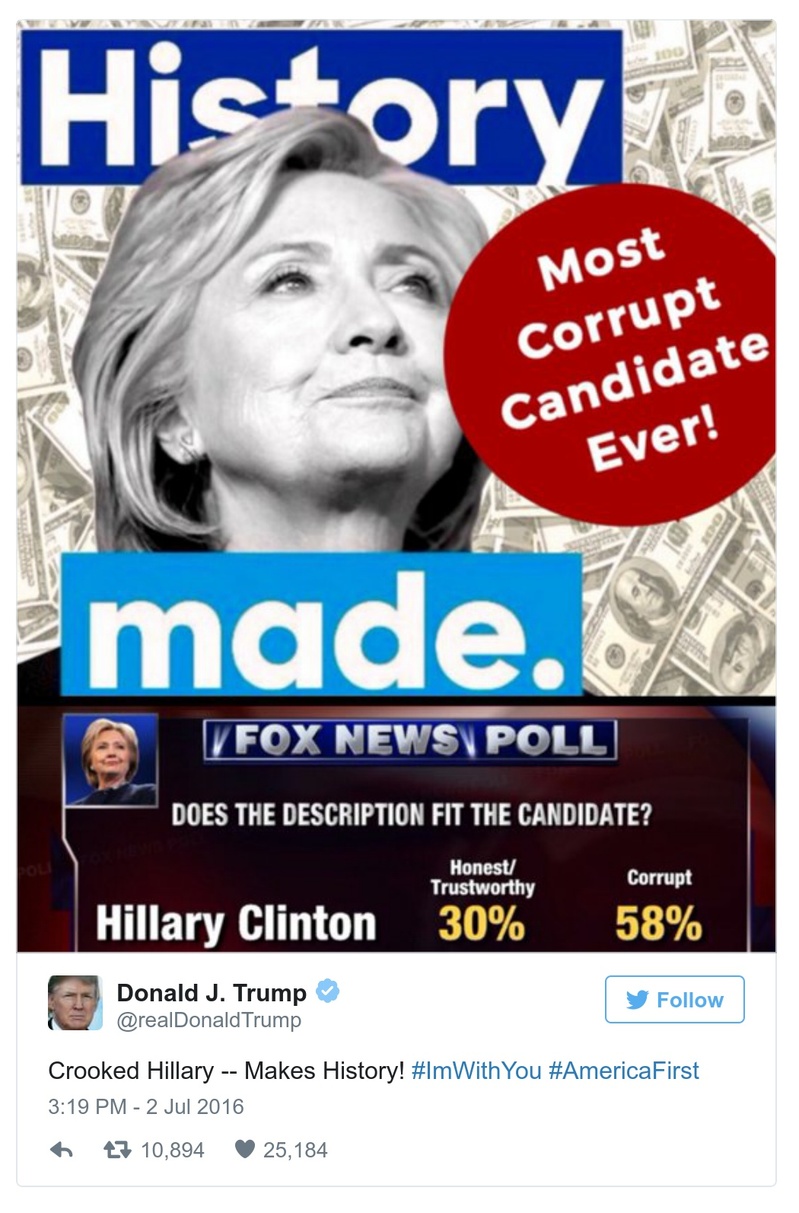 History
Most
Corrupt
Candidate
Ever!
made.
FOX NEWS POLL
DOES THE DESCRIPTION FIT THE CANDIDATE?
Honest/
Trustworthy
Corrupt
Hillary Clinton 30% 58%
Donald J. Trump
@realDonaldTrump
Follow
Crooked Hillary -- Makes History! #ImWithYou #AmericaFirst
3:19 PM - 2 Jul 2016
10,894 25,184